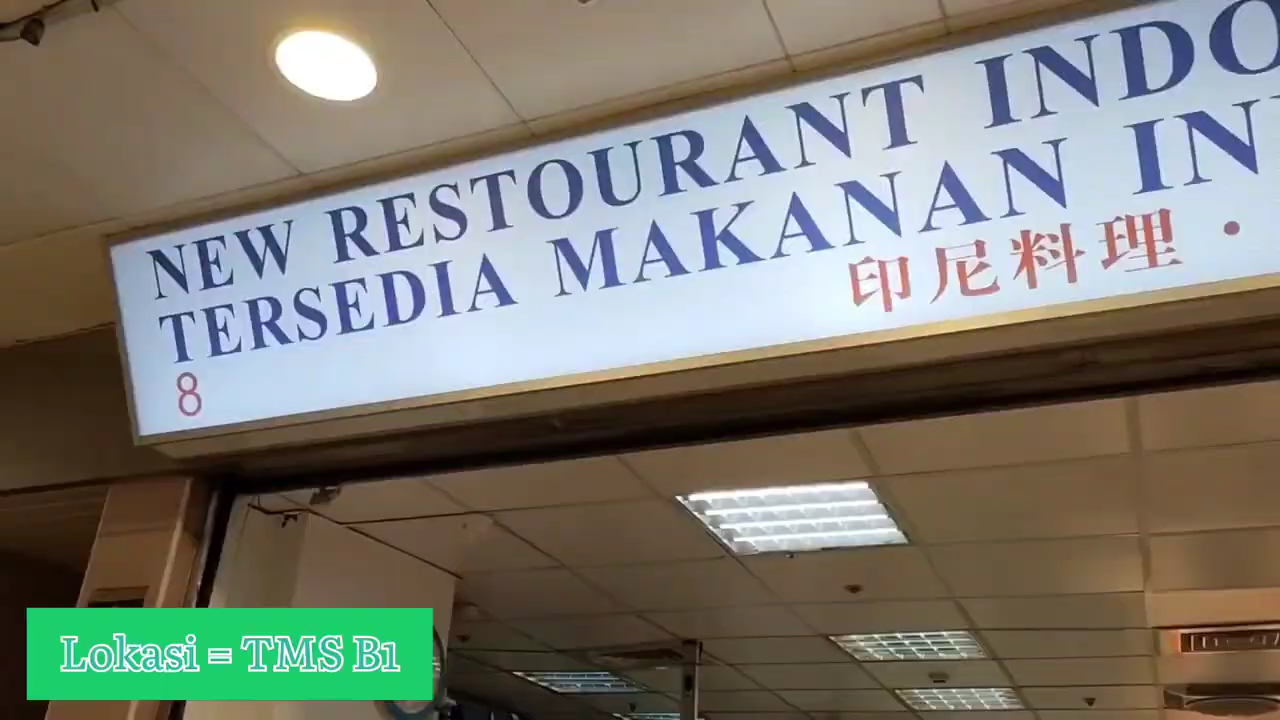 NEW RESTOURANT INDO
TERSEDIA MAKANAN IN
印尼料理 ·
8
Lokasi = TMS B1